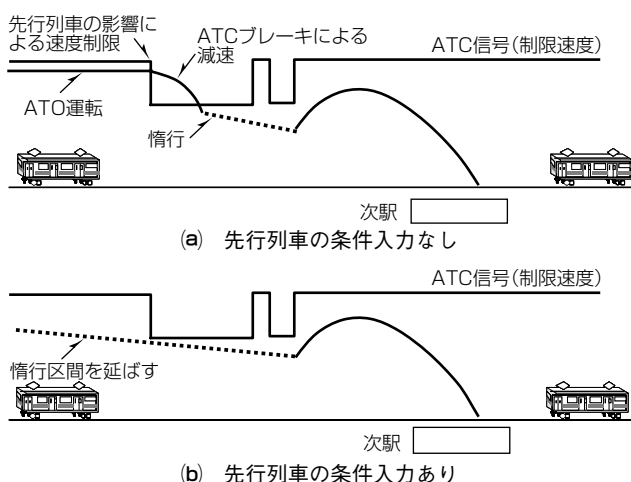 先行列車の影響に
よる速度制限
ATCブレーキによる
減速
ATC信号(制限速度)
ATO運転
惰行
次駅
(a) 先行列車の条件入力なし
ATC信号(制限速度)
惰行区間を延ばす
次駅
(b) 先行列車の条件入力あり